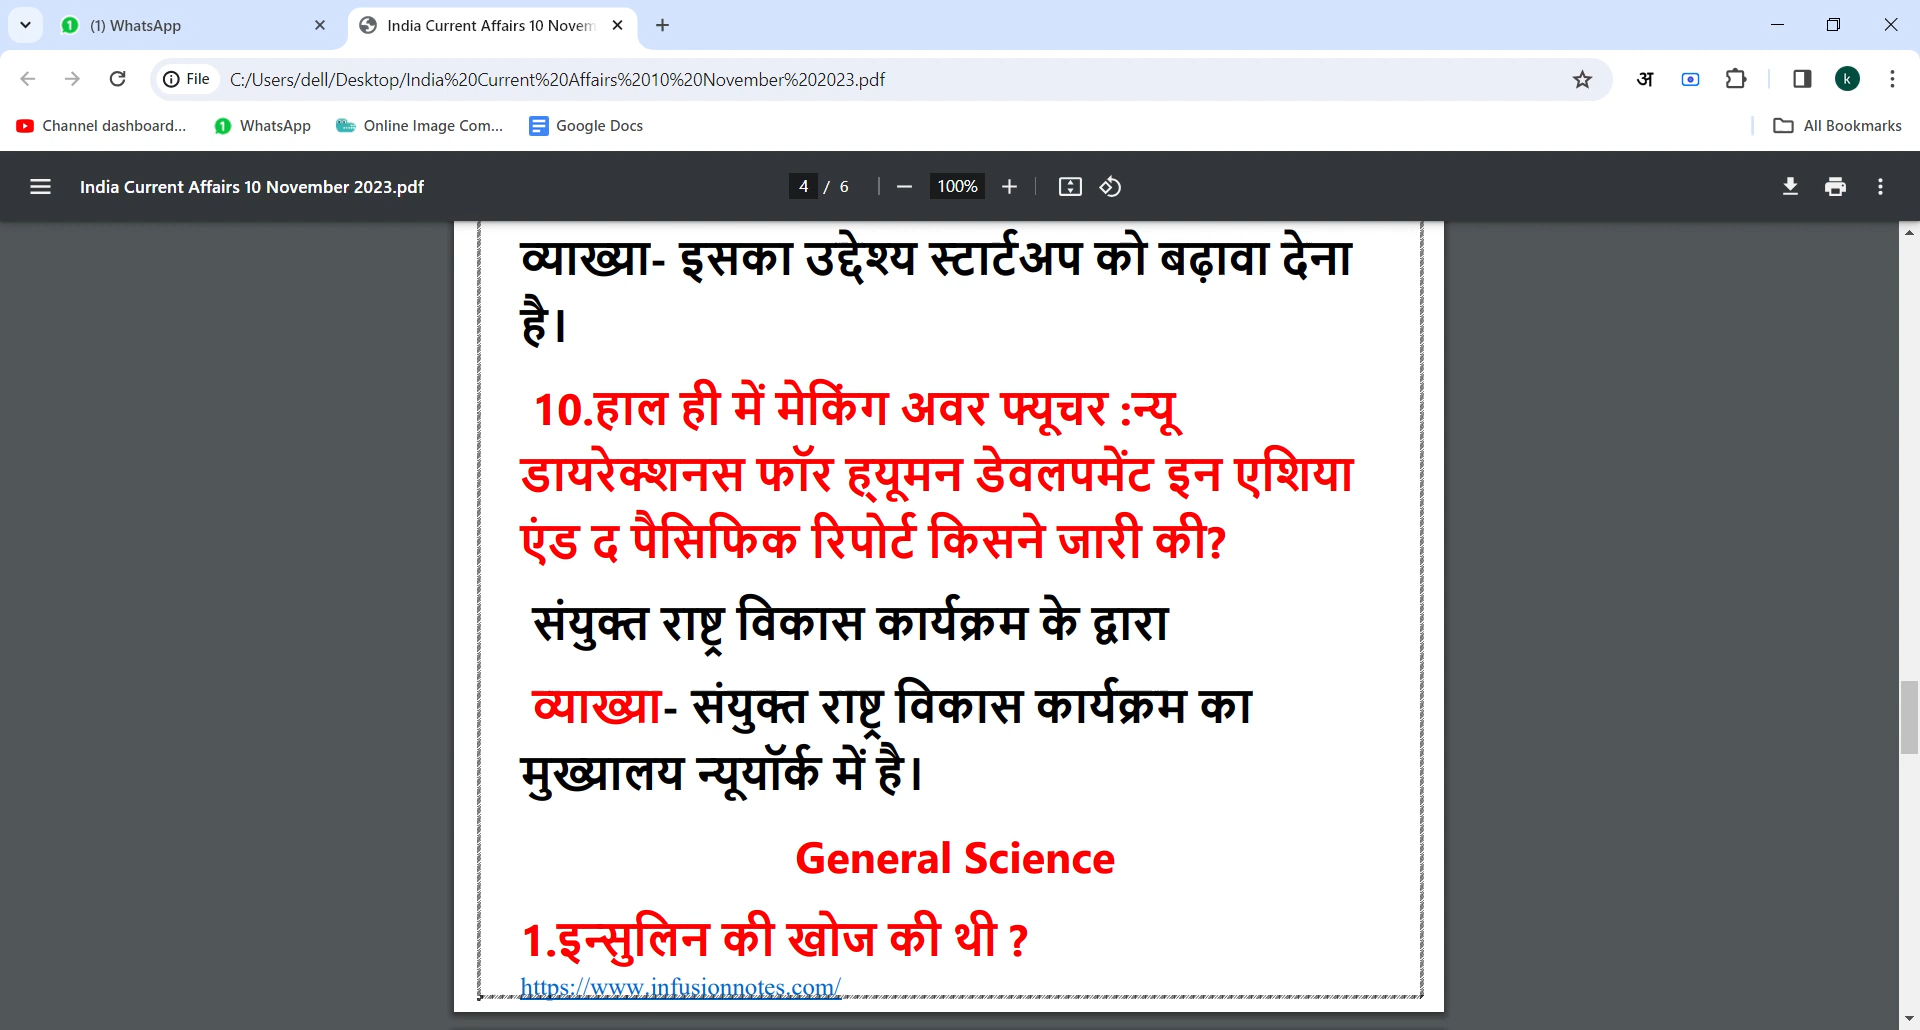 (1) WhatsApp
India Current Affairs 10 Novem
File
C:/Users/dell/Desktop/India%20Current%20Affairs%2010%20November%202023.pdf
अ
k
Channel dashboard...
WhatsApp
Online Image Com...
Google Docs
All Bookmarks
India Current Affairs 10 November 2023.pdf
4 / 6
100%
व्याख्या- इसका उद्देश्य स्टार्टअप को बढ़ावा देना
है।
10.हाल ही में मेकिंग अवर फ्यूचर :न्यू
डायरेक्शनस फॉर ह्यूमन डेवलपमेंट इन एशिया
एंड द पैसिफिक रिपोर्ट किसने जारी की?
संयुक्त राष्ट्र विकास कार्यक्रम के द्वारा
व्याख्या- संयुक्त राष्ट्र विकास कार्यक्रम का
मुख्यालय न्यूयॉर्क में है।
General Science
1.इन्सुलिन की खोज की थी ?
https://www.infusionnotes.com/